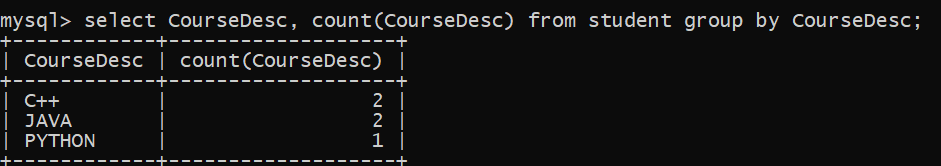 mysql> select CourseDesc, count(CourseDesc) from student group by CourseDesc;
+------------+-------------------+
| CourseDesc | count(CourseDesc) |
+------------+-------------------+
| C++        |                 2 |
| JAVA       |                 2 |
| PYTHON     |                 1 |
+------------+-------------------+